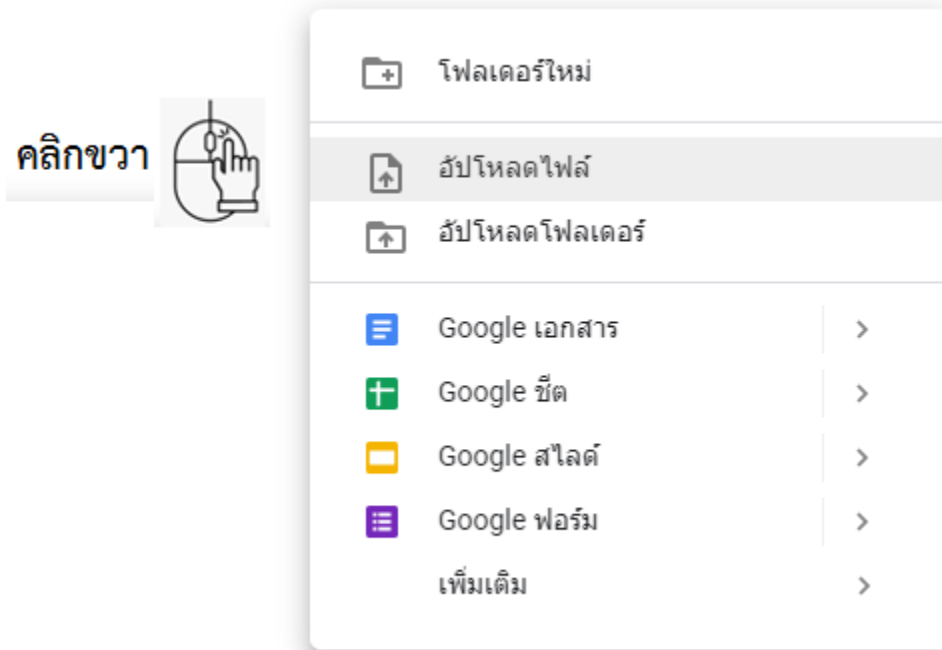 โฟลเดอร์ใหม่
คลิกขวา
อัปโหลดไฟล์
อัปโหลดโฟลเดอร์
Google เอกสาร
Google ชีต
Google สไลด์
Google ฟอร์ม
เพิ่มเติม